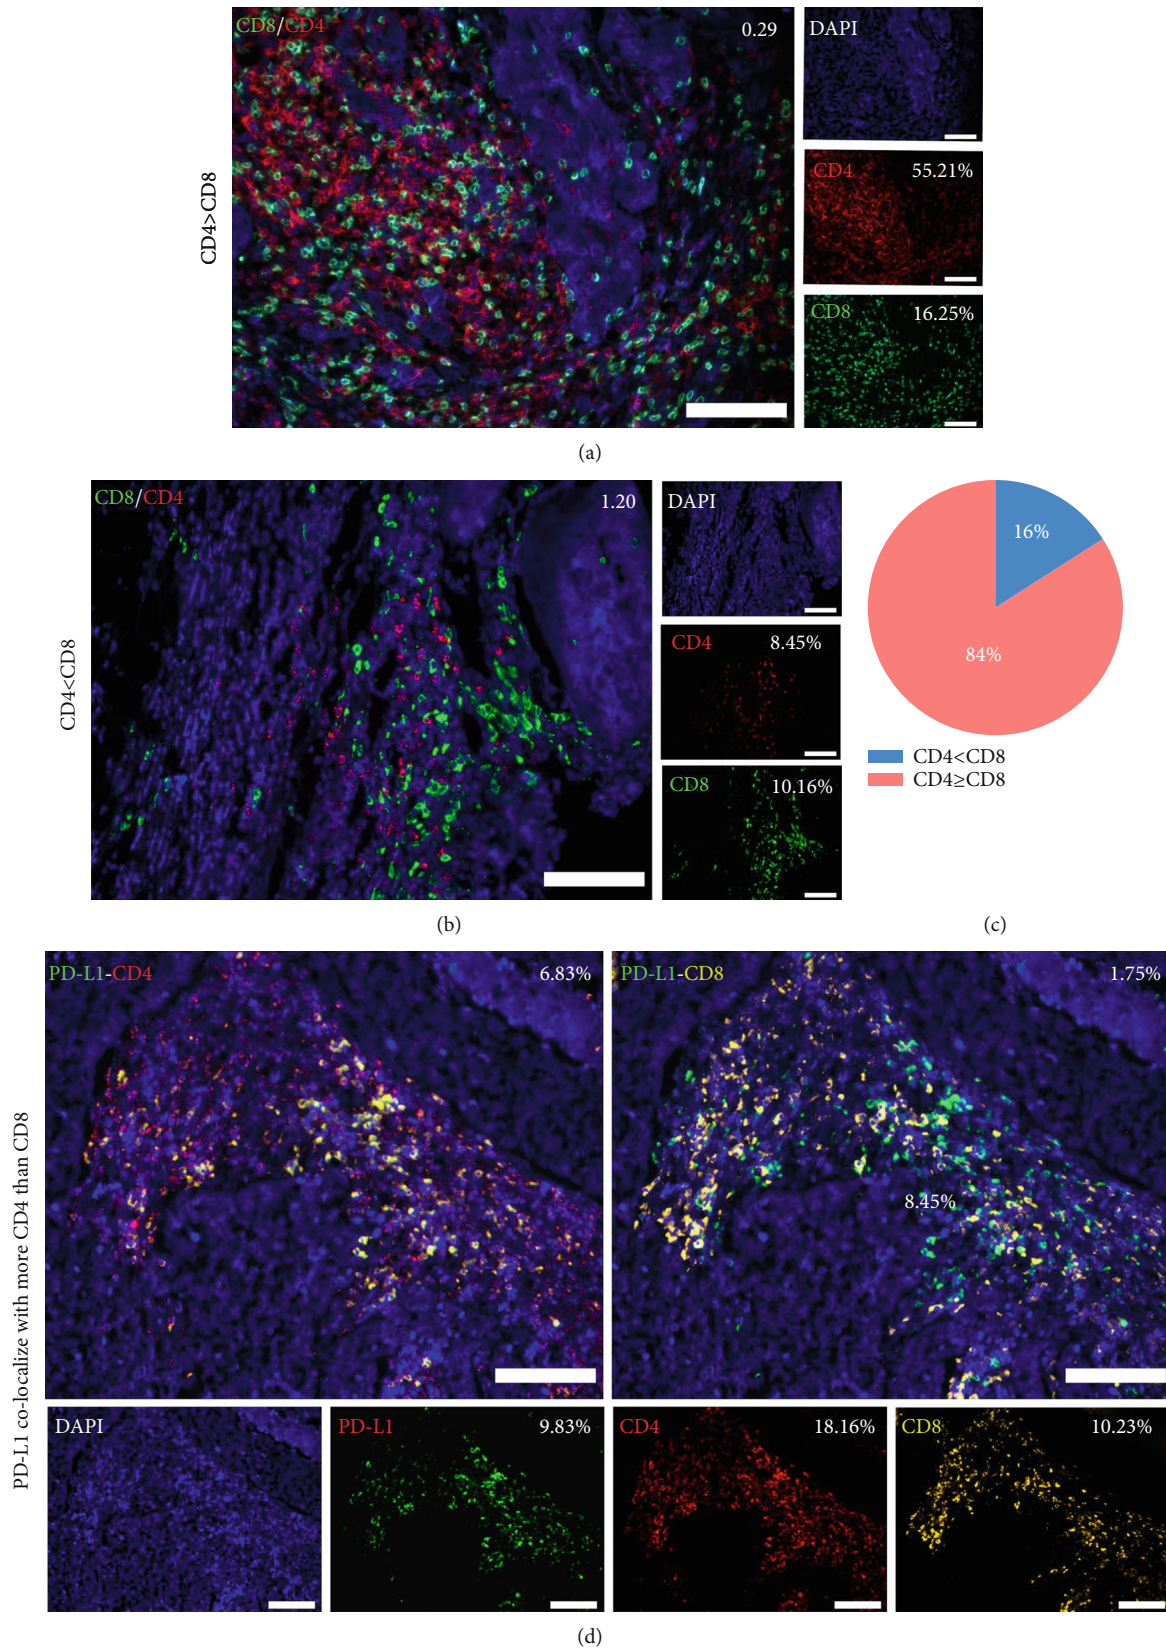 CD8/CD4
0.29
DAPI
CD4
55.21%
CD8
16.25%
CD4>CD8
(a)
CD8/CD4
1.20
DAPI
CD4
8.45%
CD8
10.16%
CD4<CD8
(b)
16%
84%
CD4<CD8
CD4≥CD8
(c)
PD-L1-CD4
6.83%
PD-L1-CD8
1.75%
8.45%
PD-L1 co-localize with more CD4 than CD8
DAPI
PD-L1
9.83%
CD4
18.16%
CD8
10.23%
(d)